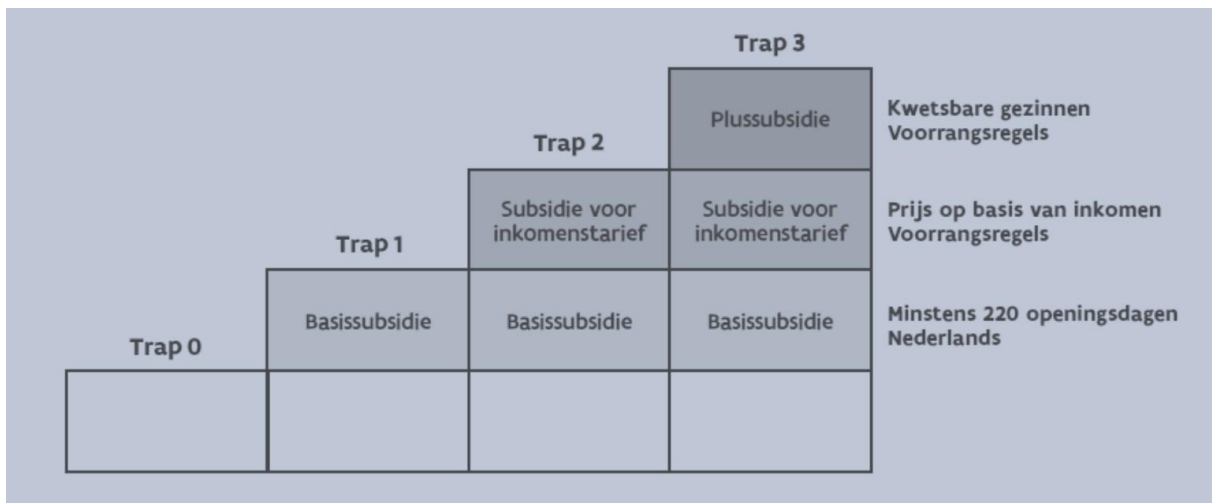 Trap 3
Plussubsidie
Kwetsbare gezinnen
Voorrangsregels
Trap 2
Subsidie voor
inkomenstarief
Subsidie voor
inkomenstarief
Prijs op basis van inkomen
Voorrangsregels
Trap 1
Basissubsidie
Basissubsidie
Basissubsidie
Minstens 220 openingsdagen
Nederlands
Trap 0